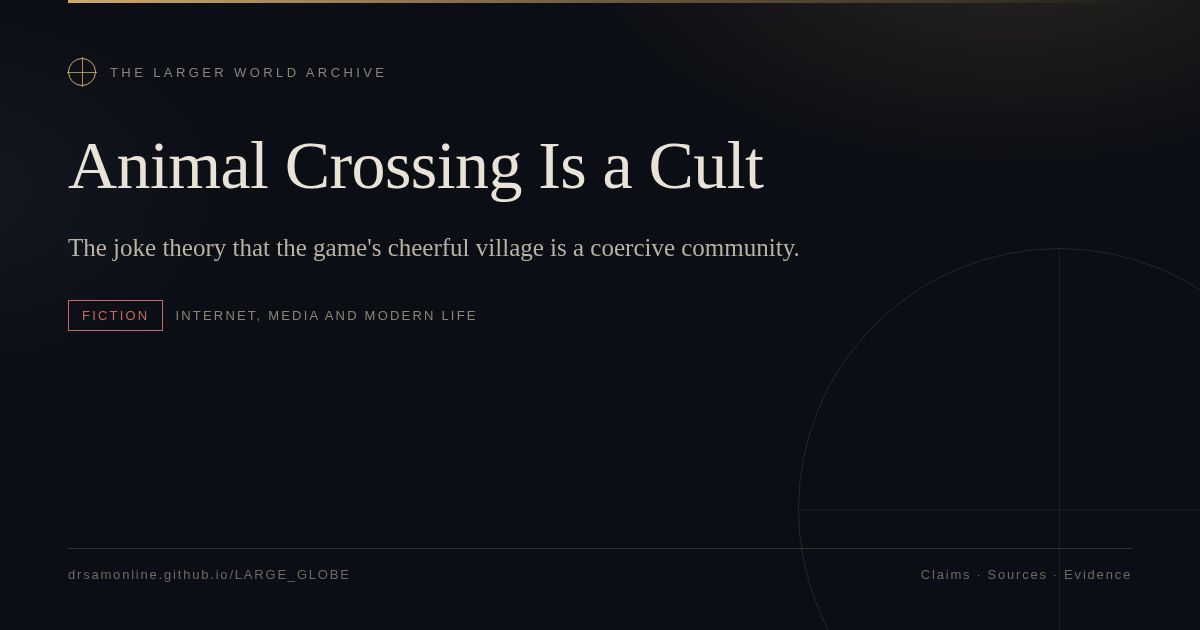 THE LARGER WORLD ARCHIVE
Animal Crossing Is a Cult
The joke theory that the game's cheerful village is a coercive community.
FICTION INTERNET, MEDIA AND MODERN LIFE
drsamonline.github.io/LARGE_GLOBE Claims · Sources · Evidence